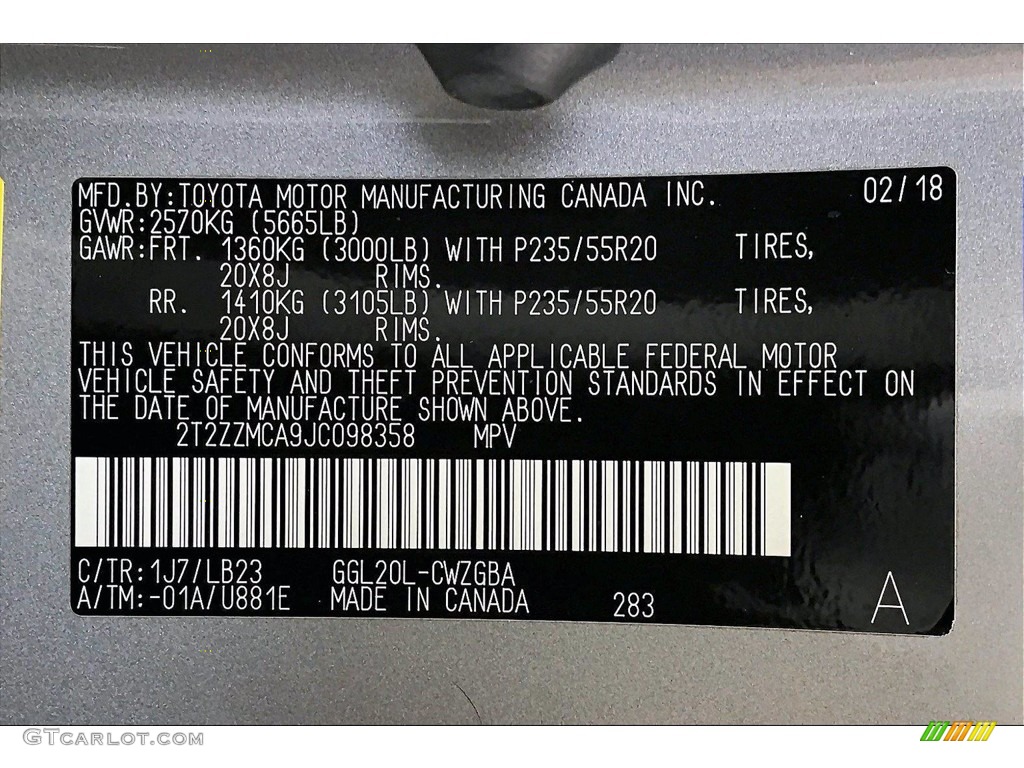 MFD.BY:TOYOTA MOTOR MANUFACTURING CANADA INC. 02/18
GVWR:2570KG (5665LB)
GAWR:FRT. 1360KG (3000LB) WITH P235/55R20 TIRES,
20X8J RIMS.
RR. 1410KG (3105LB) WITH P235/55R20 TIRES,
20X8J RIMS.
THIS VEHICLE CONFORMS TO ALL APPLICABLE FEDERAL MOTOR
VEHICLE SAFETY AND THEFT PREVENTION STANDARDS IN EFFECT ON
THE DATE OF MANUFACTURE SHOWN ABOVE.
2T2ZZMCA9JC098358 MPV
C/TR:1J7/LB23 GGL20L-CWZGBA
A/TM:-01A/U881E MADE IN CANADA 283 A
GTCarlot.com